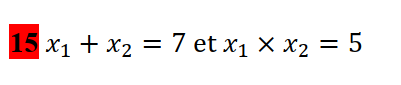 15 x₁ + x₂ = 7 et x₁ × x₂ = 5